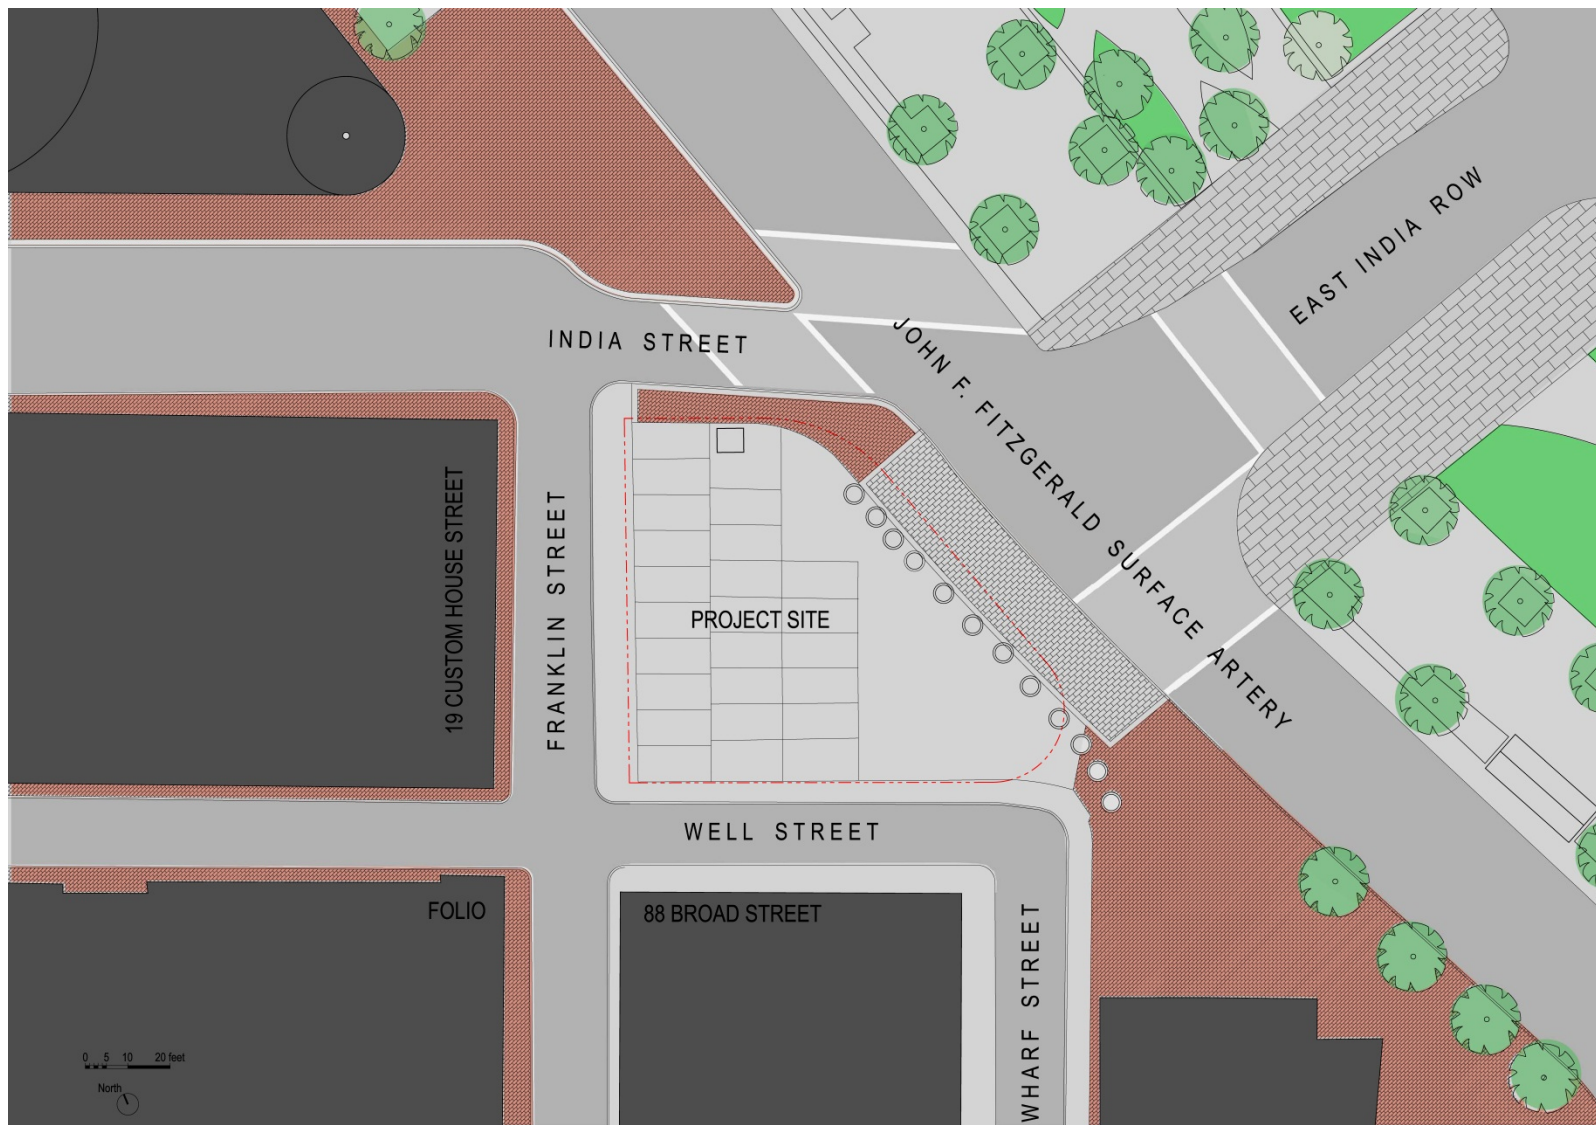 EAST INDIA ROW
INDIA STREET
JOHN F. FITZGERALD SURFACE ARTERY
19 CUSTOM HOUSE STREET
FRANKLIN STREET
PROJECT SITE
WELL STREET
FOLIO
88 BROAD STREET
WHARF STREET
0 5 10 20 feet
North